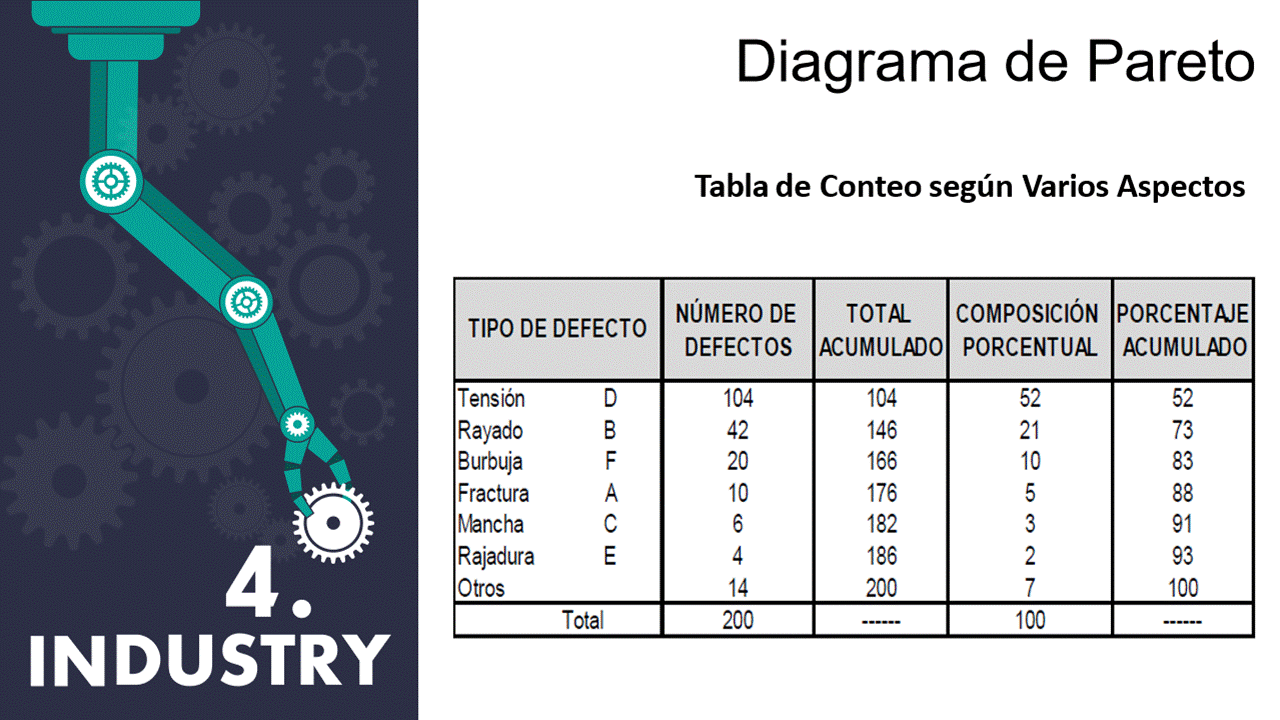 Diagrama de Pareto
Tabla de Conteo según Varios Aspectos
TIPO DE DEFECTO NÚMERO DE DEFECTOS TOTAL ACUMULADO COMPOSICIÓN PORCENTUAL PORCENTAJE ACUMULADO
Tensión D 104 104 52 52
Rayado B 42 146 21 73
Burbuja F 20 166 10 83
Fractura A 10 176 5 88
Mancha C 6 182 3 91
Rajadura E 4 186 2 93
Otros 14 200 7 100
Total 200 ------ 100 ------
4.
INDUSTRY